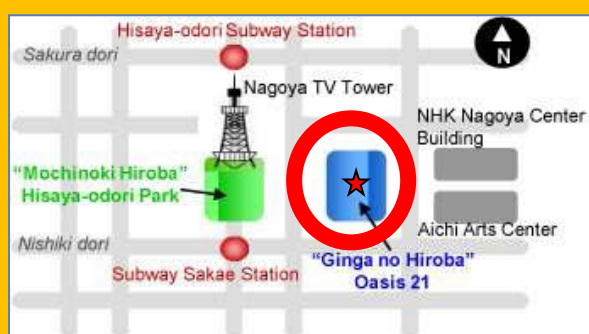 Hisaya-odori Subway Station
Sakura dori
N
Nagoya TV Tower
NHK Nagoya Center
Building
"Mochinoki Hiroba"
Hisaya-odori Park
Aichi Arts Center
Nishiki dori
"Ginga no Hiroba"
Oasis 21
Subway Sakae Station